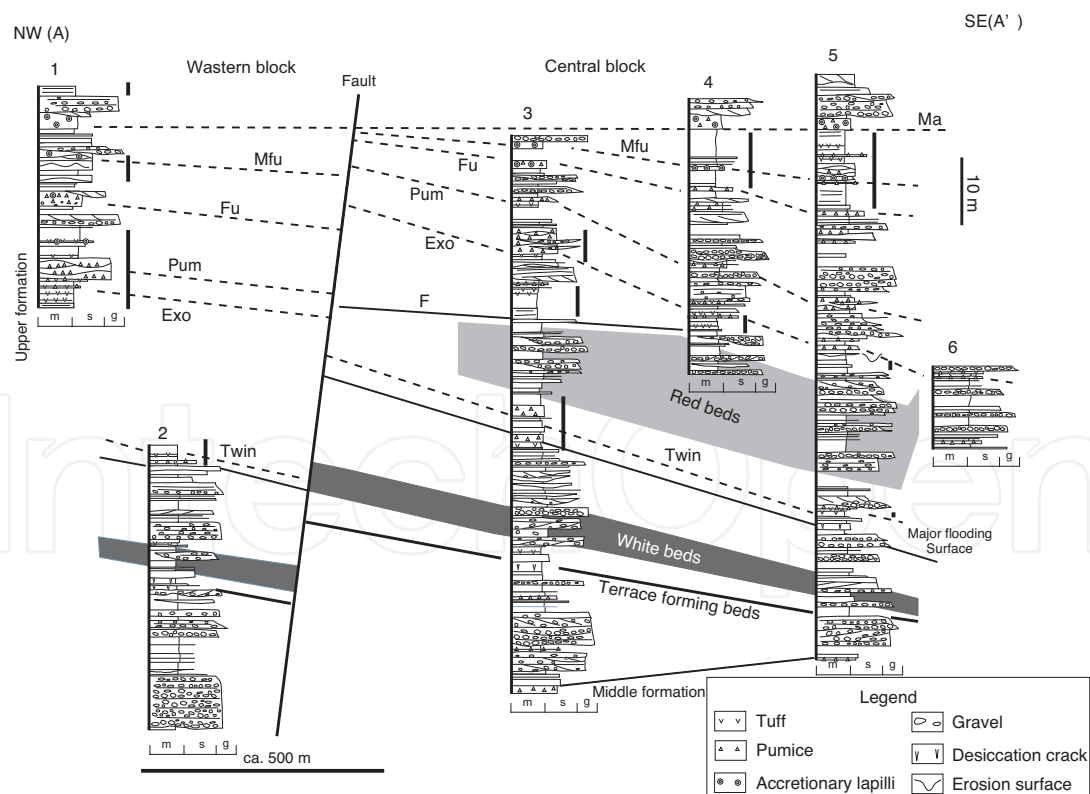 NW (A)
SE(A' )
1
Wastern block
Fault
Central block
3
4
5
Ma
Mfu
Fu
Mfu
Fu
Pum
10 m
Pum
Exo
Exo
F
Upper formation
m s g
6
m s g
Red beds
m s g
2
Twin
Twin
Major flooding
Surface
White beds
Terrace forming beds
Middle formation
m s g
m s g
m s g
ca. 500 m
Legend
Tuff
Gravel
Pumice
Desiccation crack
Accretionary lapilli
Erosion surface
IntechOpen